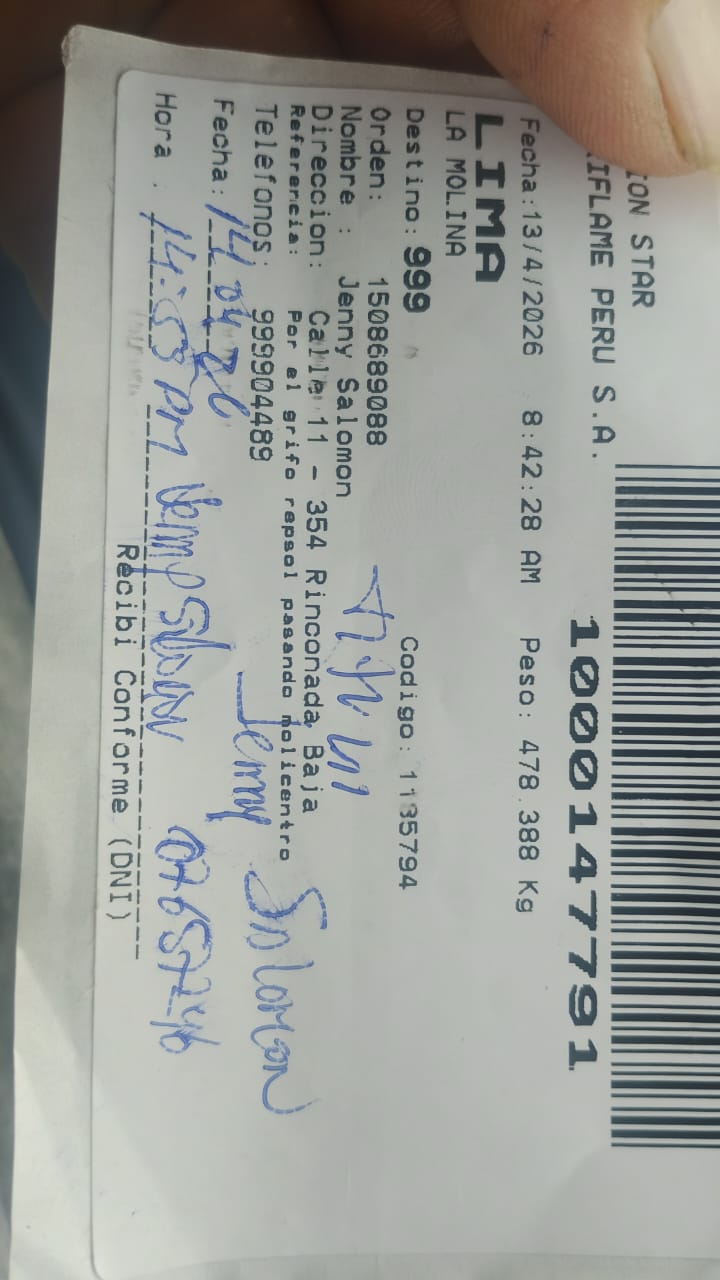 ION STAR
RIFLAME PERU S.A.
1000147791
Fecha:13/4/2026 8:42:28 AM Peso: 478.388 Kg
LIMA
LA MOLINA
Destino: 999 Codigo: 1135794
Orden: 1508689088
Nombre : Jenny Salomon
Direccion: Calle 11 - 354 Rinconada Baja
Referencia: Por el grifo repsol pasando molicentro
Telefonos: 999904489
Jenny Salomon
Fecha: 14 04 26
Hora : 14:53 pm 07657246
Recibi Conforme (DNI)